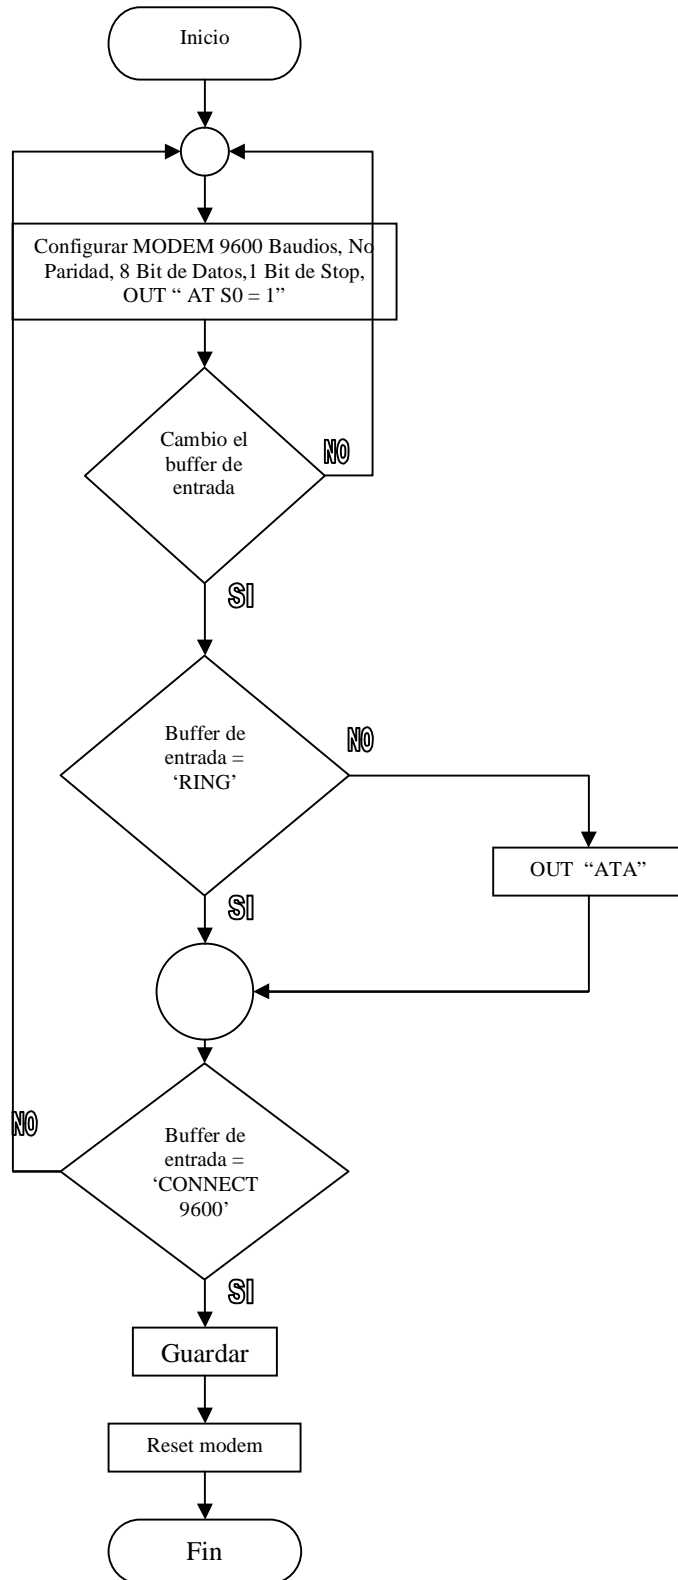 Inicio
Configurar MODEM 9600 Baudios, No
Paridad, 8 Bit de Datos,1 Bit de Stop,
OUT “ AT S0 = 1”
Cambio el
buffer de
entrada
NO
SI
Buffer de
entrada =
‘RING’
NO
OUT “ATA”
SI
Buffer de
entrada =
‘CONNECT
9600’
NO
SI
Guardar
Reset modem
Fin